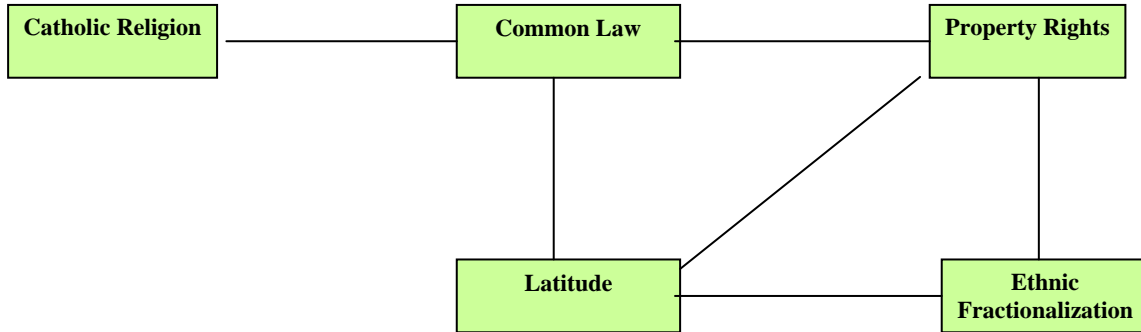 Catholic Religion
Common Law
Property Rights
Latitude
Ethnic
Fractionalization